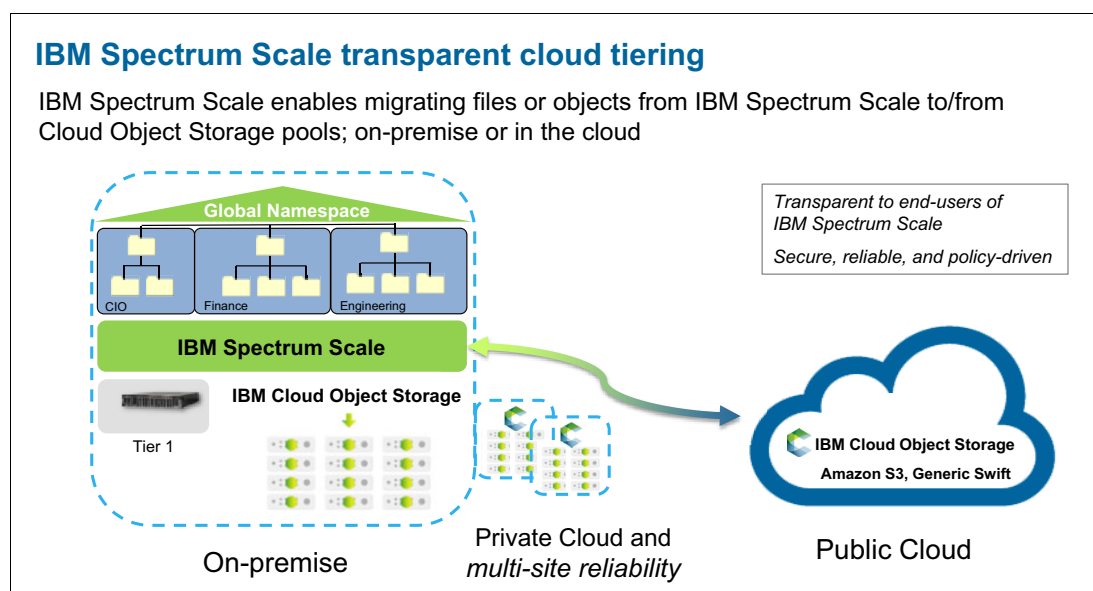 IBM Spectrum Scale transparent cloud tiering
IBM Spectrum Scale enables migrating files or objects from IBM Spectrum Scale to/from
Cloud Object Storage pools; on-premise or in the cloud
Global Namespace
CIO
Finance
Engineering
Transparent to end-users of
IBM Spectrum Scale
Secure, reliable, and policy-driven
IBM Spectrum Scale
IBM Cloud Object Storage
Tier 1
IBM Cloud Object Storage
Amazon S3, Generic Swift
On-premise
Private Cloud and
multi-site reliability
Public Cloud